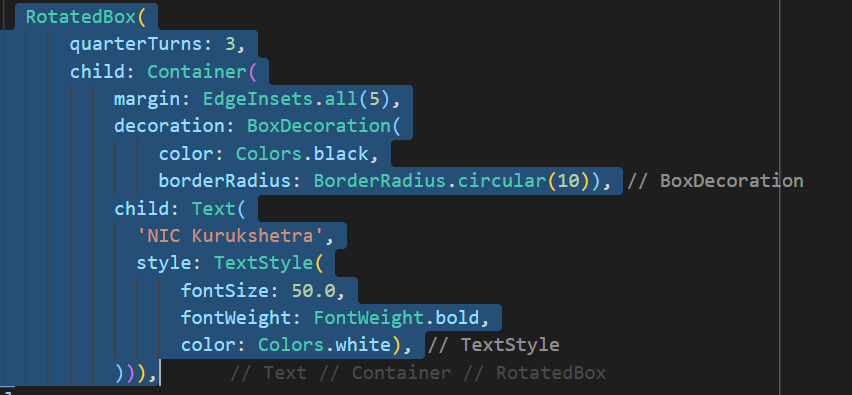 RotatedBox(
quarterTurns: 3,
child: Container(
margin: EdgeInsets.all(5),
decoration: BoxDecoration(
color: Colors.black,
borderRadius: BorderRadius.circular(10)), // BoxDecoration
child: Text(
'NIC Kurukshetra',
style: TextStyle(
fontSize: 50.0,
fontWeight: FontWeight.bold,
color: Colors.white), // TextStyle
))), // Text // Container // RotatedBox